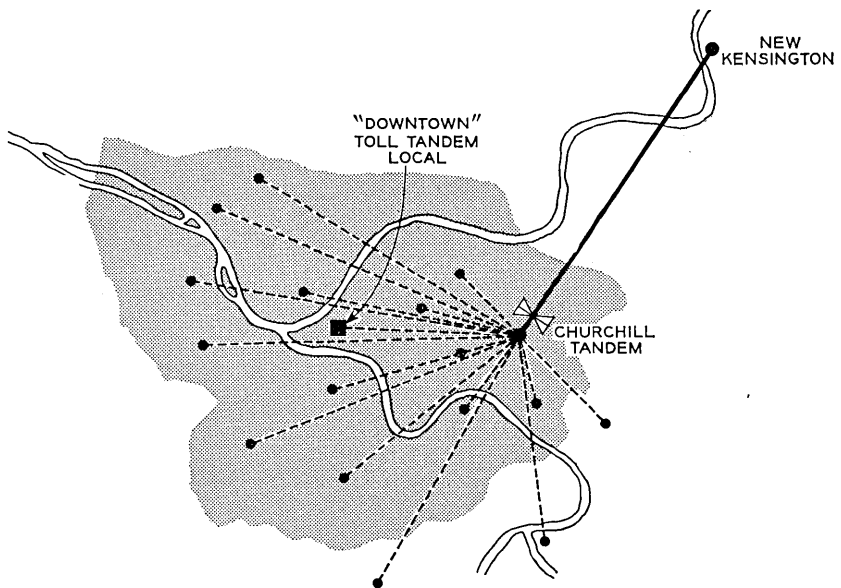 NEW
KENSINGTON
"DOWNTOWN"
TOLL TANDEM
LOCAL
CHURCHILL
TANDEM